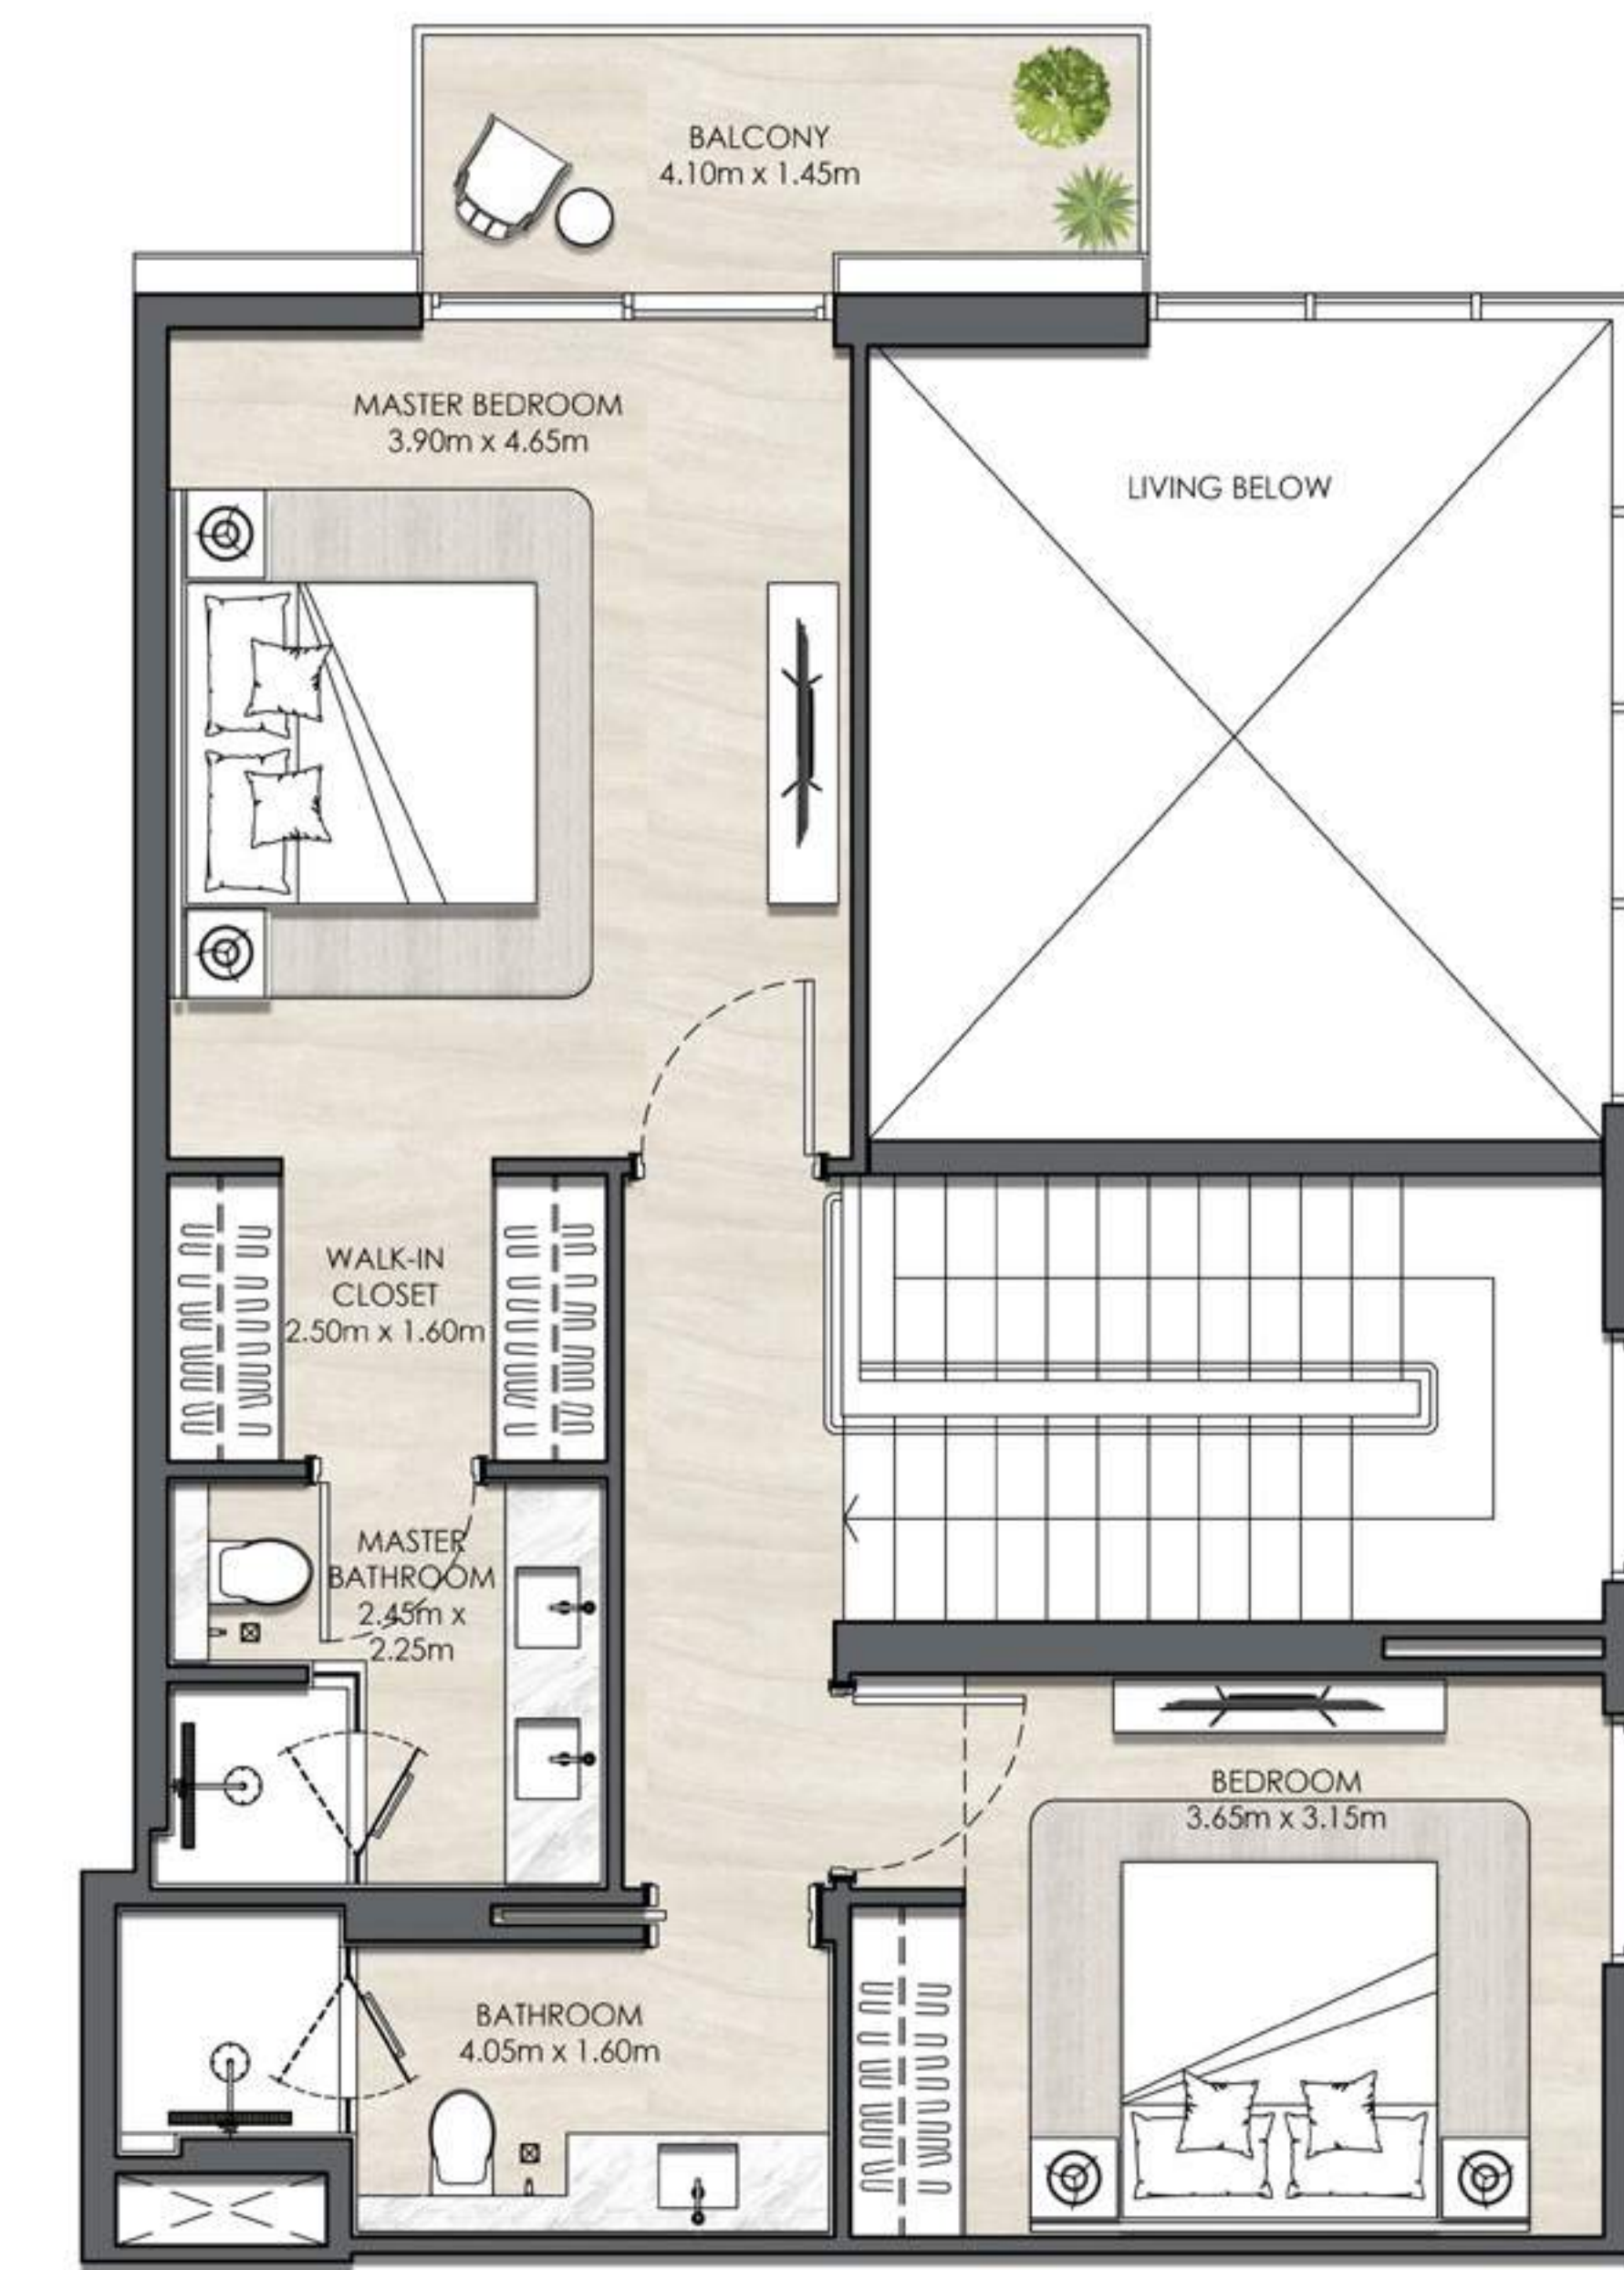 BALCONY
4.10m x 1.45m
MASTER BEDROOM
3.90m x 4.65m
LIVING BELOW
WALK-IN
CLOSET
2.50m x 1.60m
MASTER
BATHROOM
2.45m x
2.25m
BEDROOM
3.65m x 3.15m
BATHROOM
4.05m x 1.60m